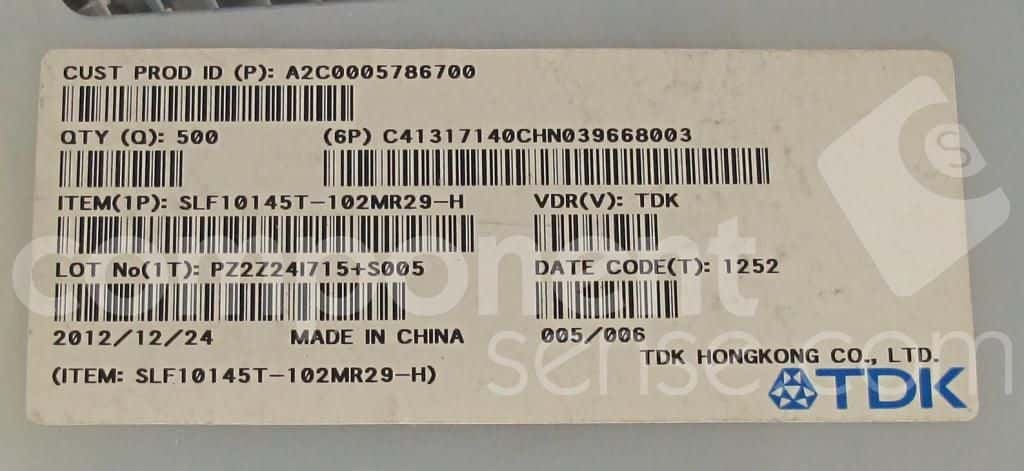 CUST PROD ID (P): A2C0005786700
QTY (Q): 500 (6P) C41317140CHN039668003
ITEM(1P): SLF10145T-102MR29-H VDR(V): TDK
LOT No(1T): PZ2Z24I715+S005 DATE CODE(T): 1252
2012/12/24 MADE IN CHINA 005/006
TDK HONGKONG CO., LTD.
(ITEM: SLF10145T-102MR29-H)
TDK
component
sense.com
CS